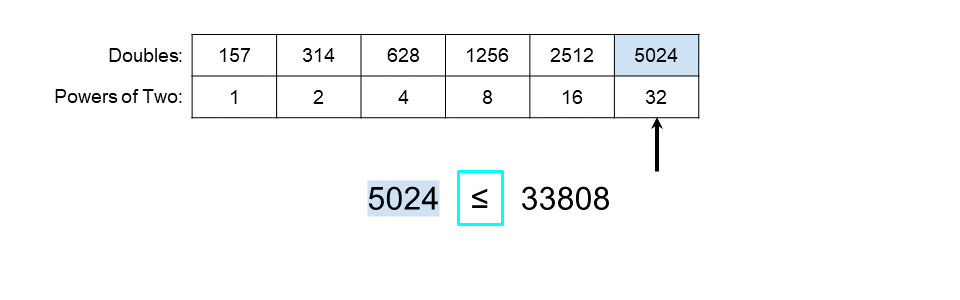 Doubles: 157 314 628 1256 2512 5024
Powers of Two: 1 2 4 8 16 32
5024 ≤ 33808